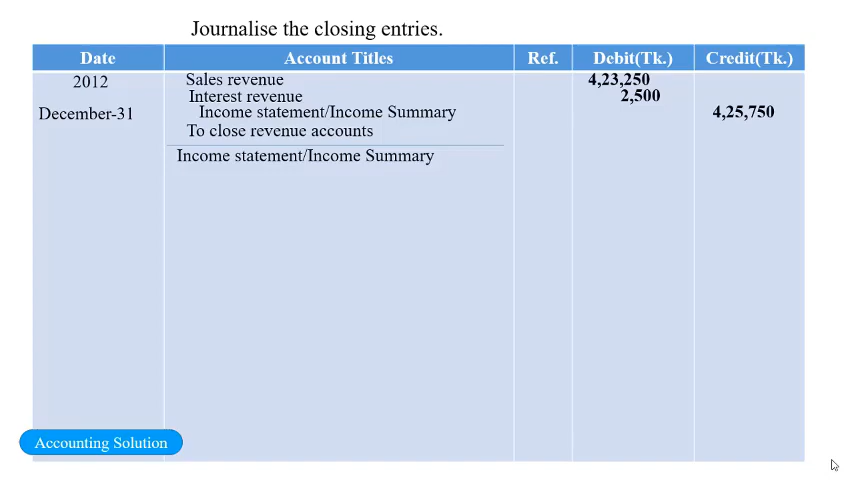 Journalise the closing entries.
Date Account Titles Ref. Debit(Tk.) Credit(Tk.)
2012 Sales revenue 4,23,250
Interest revenue 2,500
December-31 Income statement/Income Summary 4,25,750
To close revenue accounts
Income statement/Income Summary
Accounting Solution